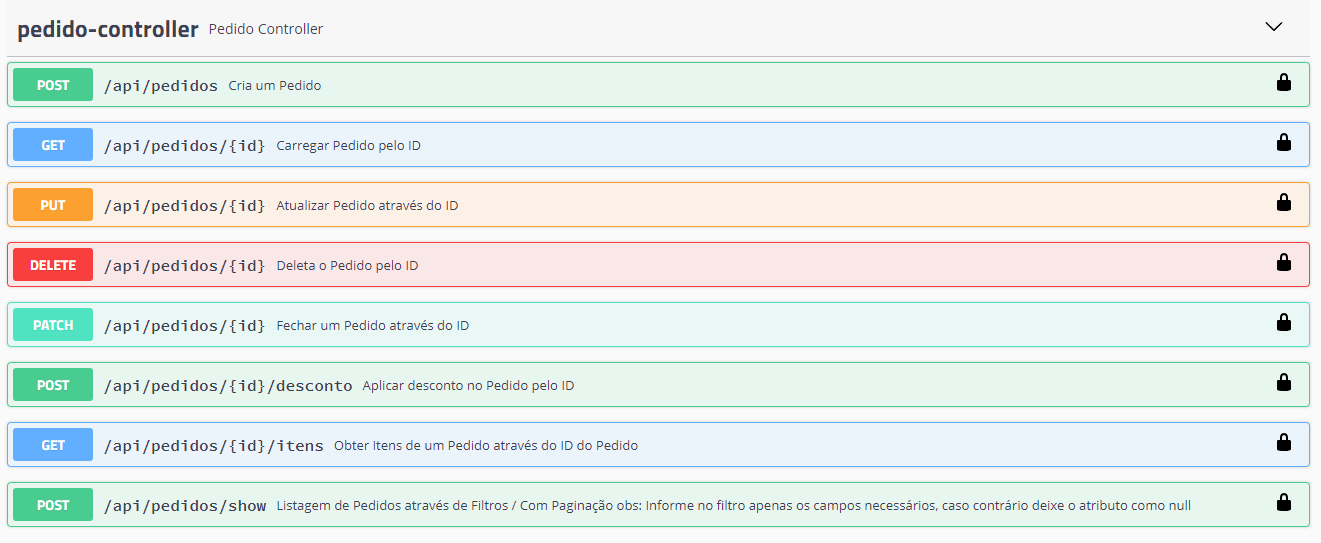 pedido-controller Pedido Controller
POST /api/pedidos Cria um Pedido
GET /api/pedidos/{id} Carregar Pedido pelo ID
PUT /api/pedidos/{id} Atualizar Pedido através do ID
DELETE /api/pedidos/{id} Deleta o Pedido pelo ID
PATCH /api/pedidos/{id} Fechar um Pedido através do ID
POST /api/pedidos/{id}/desconto Aplicar desconto no Pedido pelo ID
GET /api/pedidos/{id}/itens Obter Itens de um Pedido através do ID do Pedido
POST /api/pedidos/show Listagem de Pedidos através de Filtros / Com Paginação obs: Informe no filtro apenas os campos necessários, caso contrário deixe o atributo como null